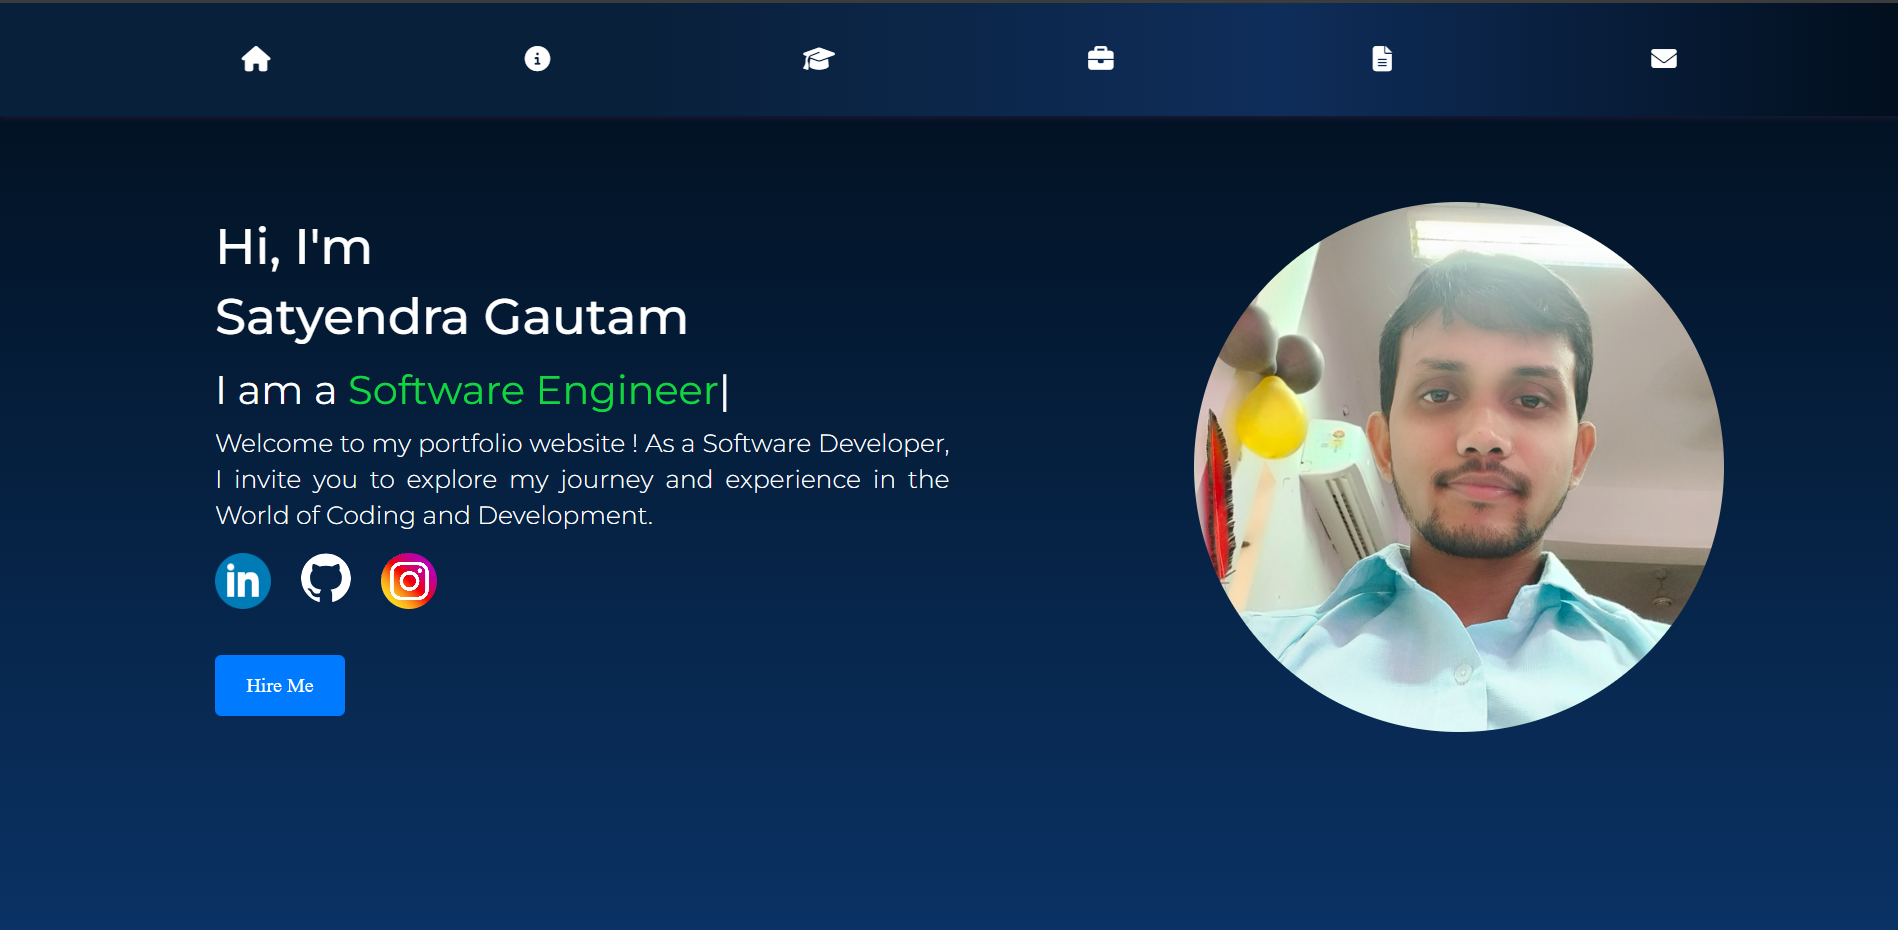 Hi, I'm
Satyendra Gautam
I am a Software Engineer|
Welcome to my portfolio website ! As a Software Developer,
I invite you to explore my journey and experience in the
World of Coding and Development.
in
Hire Me